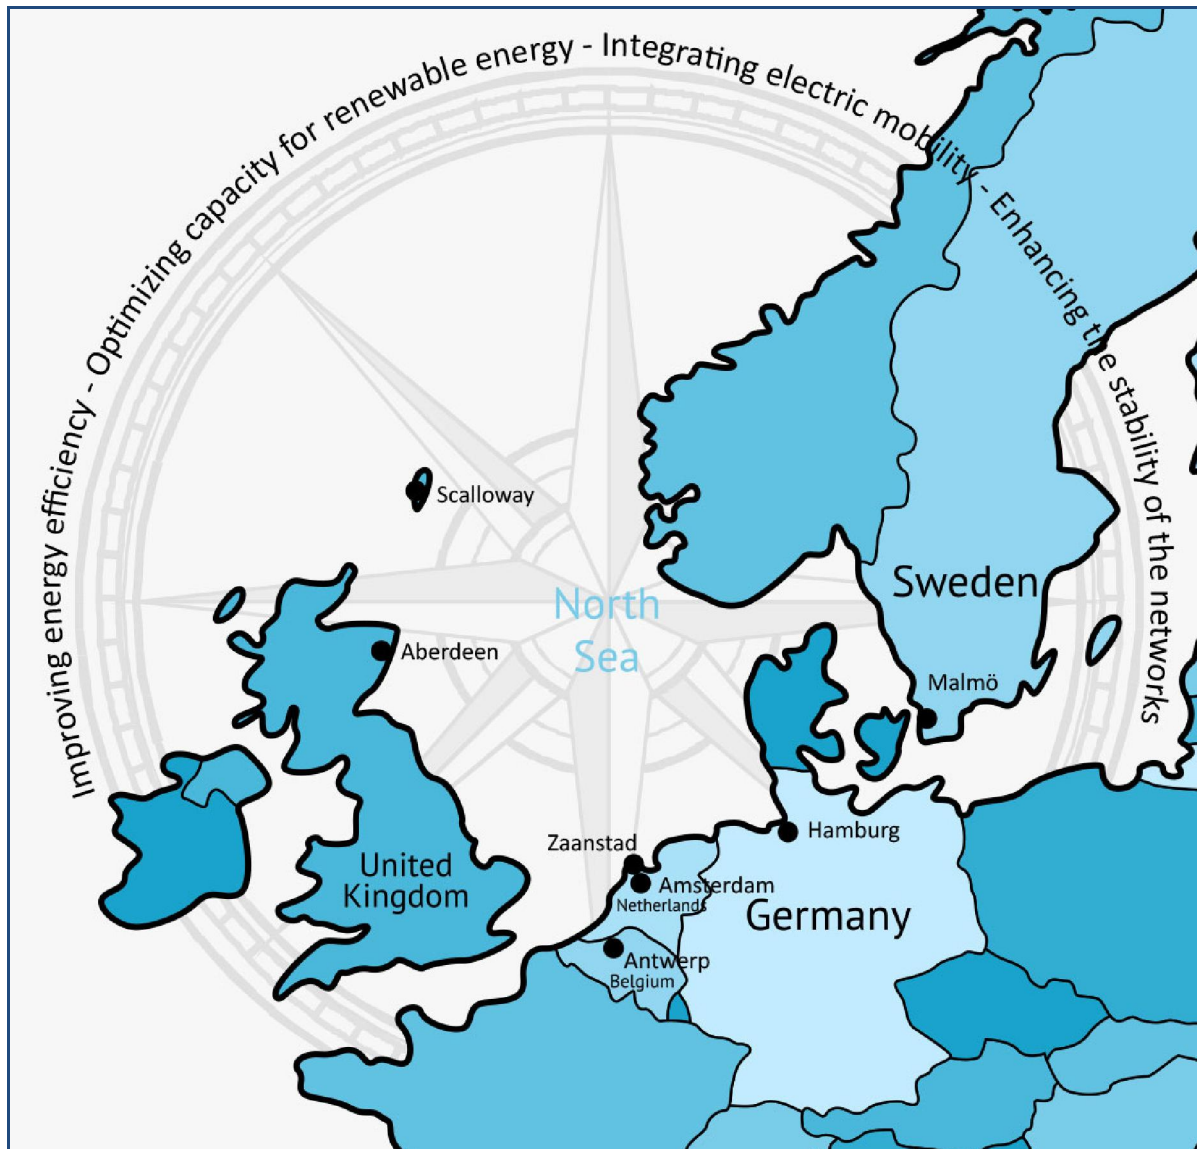 Improving energy efficiency - Optimizing capacity for renewable energy - Integrating electric mobility - Enhancing the stability of the networks
Scalloway
North
Sea
Sweden
Aberdeen
Malmö
Hamburg
Zaanstad
United
Kingdom
Amsterdam
Netherlands
Germany
Antwerp
Belgium